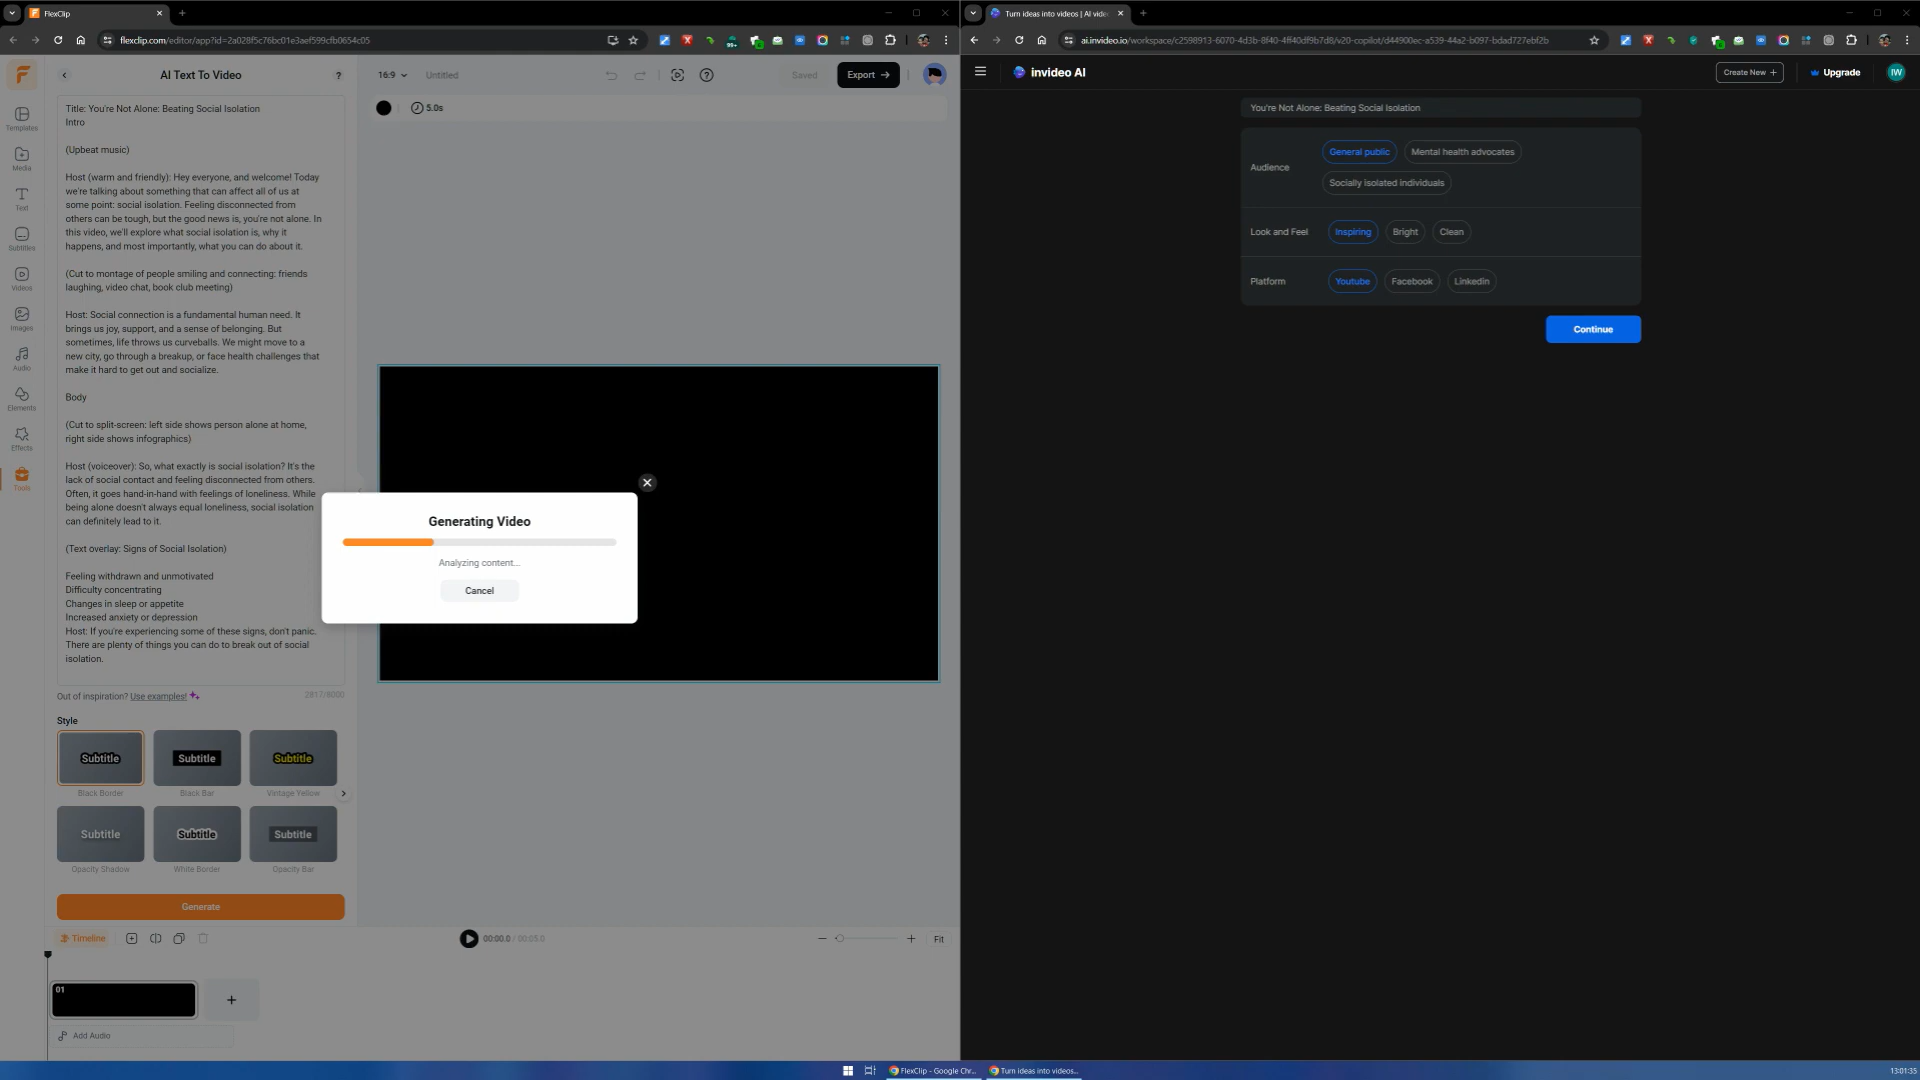 FlexClip
flexclip.com/editor/app?id=2a028f5c76bc01e3aef599cfb0654c05
99+
AI Text To Video
?
Templates
Media
Text
Subtitles
Videos
Images
Audio
Elements
Effects
Tools
Title: You're Not Alone: Beating Social Isolation
Intro
(Upbeat music)
Host (warm and friendly): Hey everyone, and welcome! Today
we're talking about something that can affect all of us at
some point: social isolation. Feeling disconnected from
others can be tough, but the good news is, you're not alone. In
this video, we'll explore what social isolation is, why it
happens, and most importantly, what you can do about it.
(Cut to montage of people smiling and connecting: friends
laughing, video chat, book club meeting)
Host: Social connection is a fundamental human need. It
brings us joy, support, and a sense of belonging. But
sometimes, life throws us curveballs. We might move to a
new city, go through a breakup, or face health challenges that
make it hard to get out and socialize.
Body
(Cut to split-screen: left side shows person alone at home,
right side shows infographics)
Host (voiceover): So, what exactly is social isolation? It's the
lack of social contact and feeling disconnected from others.
Often, it goes hand-in-hand with feelings of loneliness. While
being alone doesn't always equal loneliness, social isolation
can definitely lead to it.
(Text overlay: Signs of Social Isolation)
Feeling withdrawn and unmotivated
Difficulty concentrating
Changes in sleep or appetite
Increased anxiety or depression
Host: If you're experiencing some of these signs, don't panic.
There are plenty of things you can do to break out of social
isolation.
Out of inspiration? Use examples!
2817/8000
Style
Subtitle
Subtitle
Subtitle
Black Border
Black Bar
Vintage Yellow
Subtitle
Subtitle
Subtitle
Opacity Shadow
White Border
Opacity Bar
Generate
16:9
Untitled
?
Saved
Export
5.0s
Generating Video
Analyzing content...
Cancel
Timeline
00:00.0 / 00:05.0
Fit
01
+
Add Audio
Turn ideas into videos | AI vide
ai.invideo.io/workspace/c2598913-6070-4d3b-8f40-4ff40df9b7d8/v20-copilot/d44900ec-a539-44a2-b097-bdad727ebf2b
invideo AI
Create New +
Upgrade
IW
You're Not Alone: Beating Social Isolation
Audience
General public
Mental health advocates
Socially isolated individuals
Look and Feel
Inspiring
Bright
Clean
Platform
Youtube
Facebook
Linkedin
Continue
FlexClip - Google Chr...
Turn ideas into videos...
13:01:35